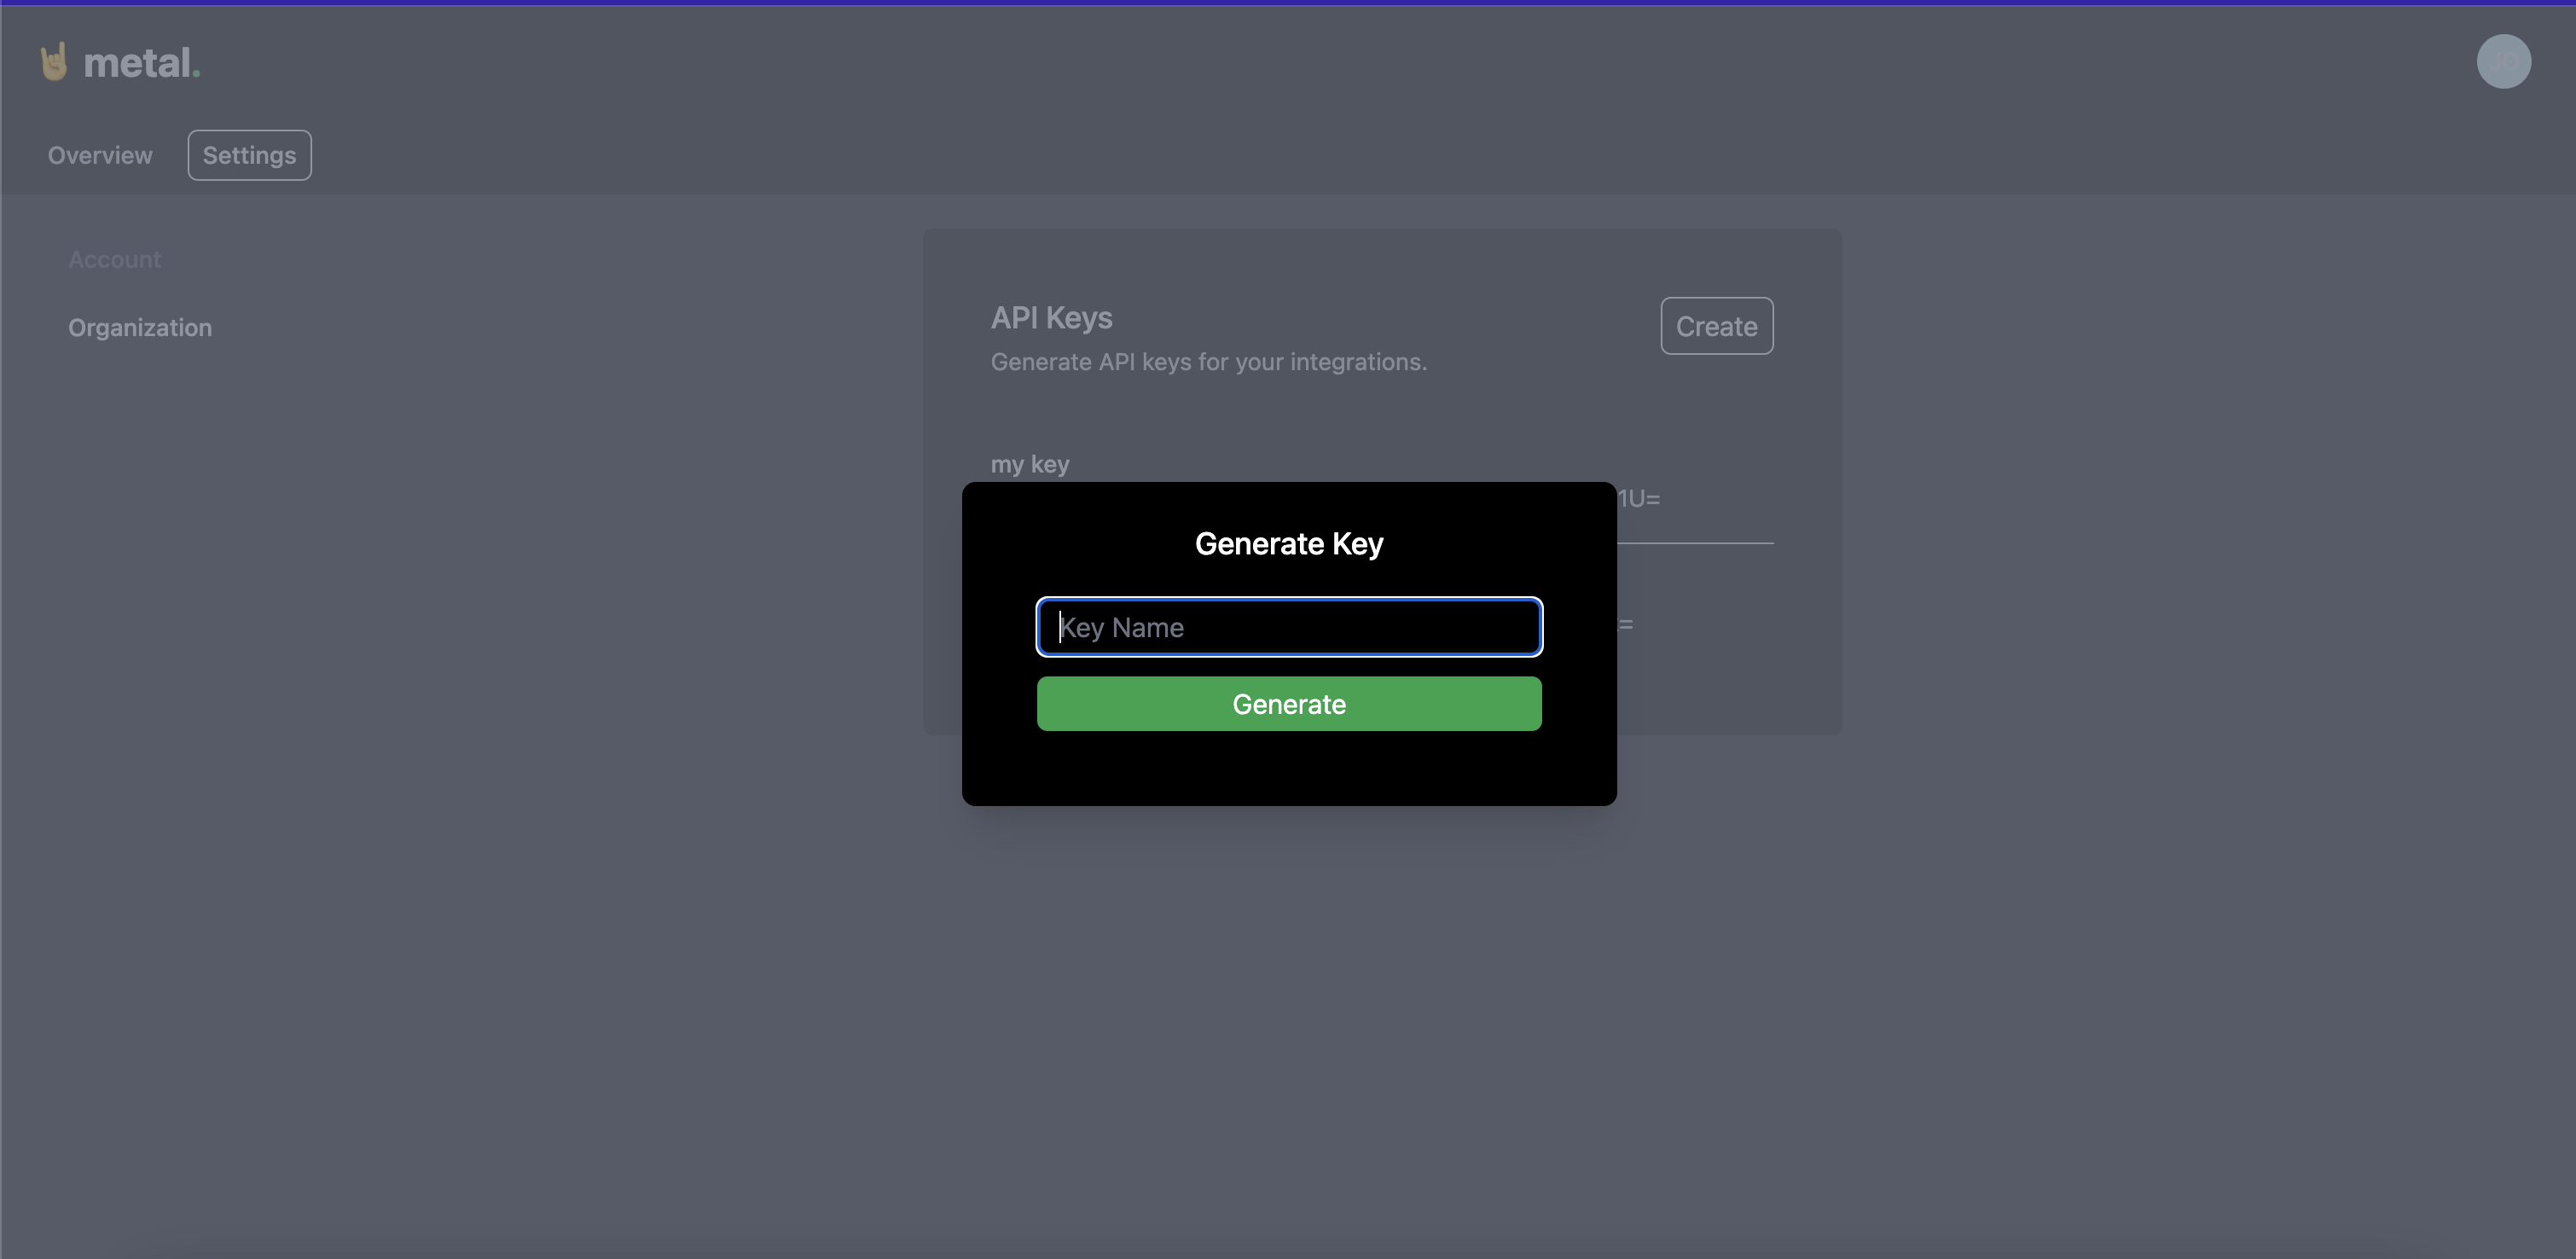 metal.
JO
Overview
Settings
Account
Organization
API Keys
Create
Generate API keys for your integrations.
my key
1U=
Generate Key
Key Name
=
Generate